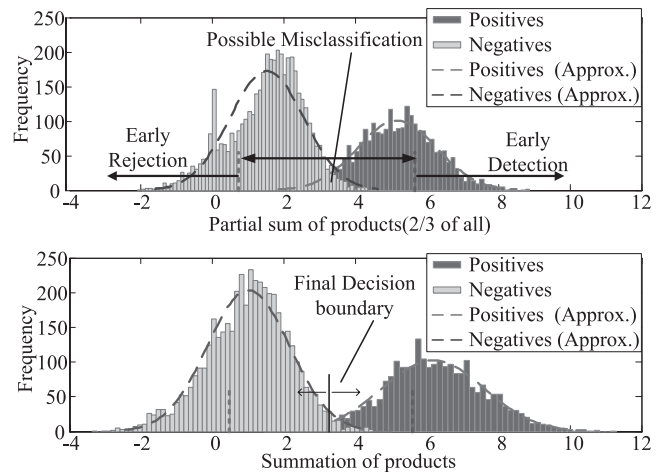 250
200
150
100
50
0
Frequency
Possible Misclassification
Positives
Negatives
Positives (Approx.)
Negatives (Approx.)
Early
Rejection
Early
Detection
-4 -2 0 2 4 6 8 10 12
Partial sum of products(2/3 of all)
250
200
150
100
50
0
Frequency
Final Decision
boundary
Positives
Negatives
Positives (Approx.)
Negatives (Approx.)
-4 -2 0 2 4 6 8 10 12
Summation of products